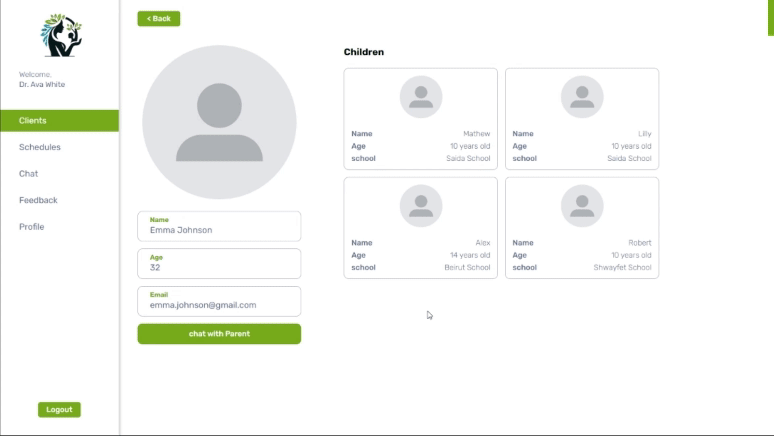 < Back
Welcome,
Dr. Ava White
Clients
Schedules
Chat
Feedback
Profile
Logout
Name
Emma Johnson
Age
32
Email
emma.johnson@gmail.com
chat with Parent
Children
Name Mathew
Age 10 years old
school Saida School
Name Lilly
Age 10 years old
school Saida School
Name Alex
Age 14 years old
school Beirut School
Name Robert
Age 10 years old
school Shwayfet School